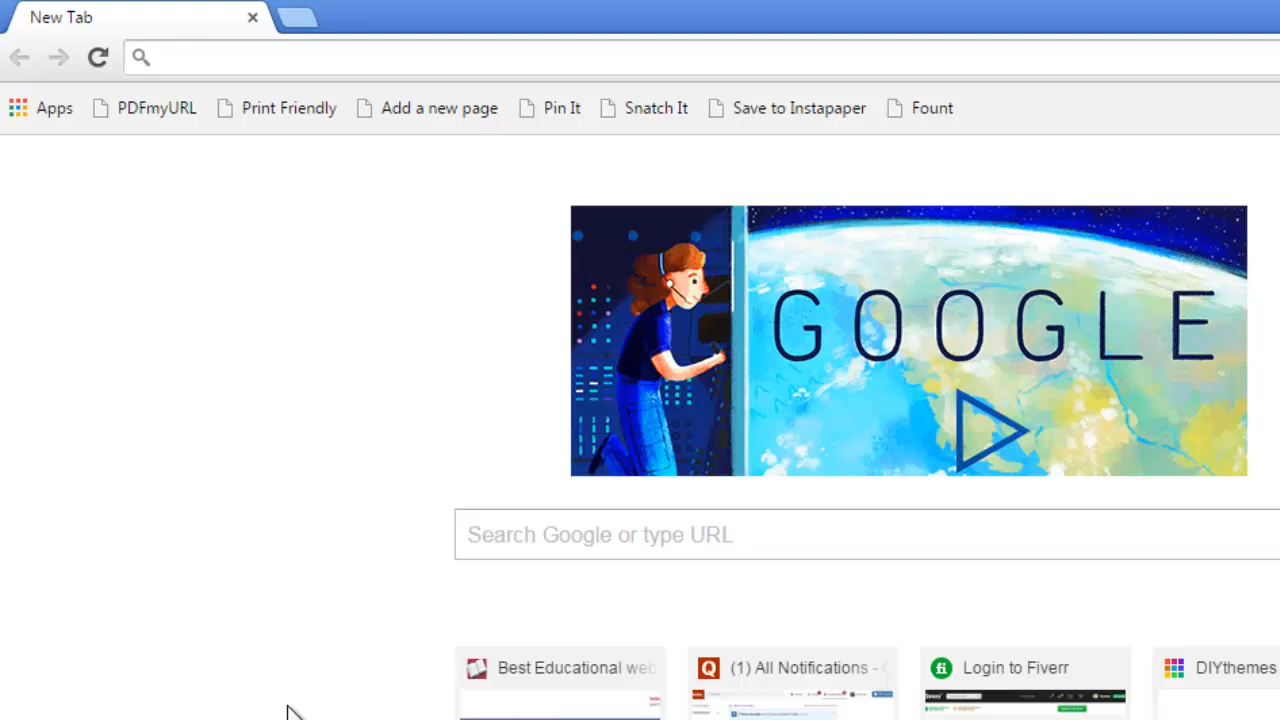 New Tab
Apps PDFmyURL Print Friendly Add a new page Pin It Snatch It Save to Instapaper Fount
GOOGLE
Search Google or type URL
Best Educational web (1) All Notifications - Login to Fiverr DIYthemes